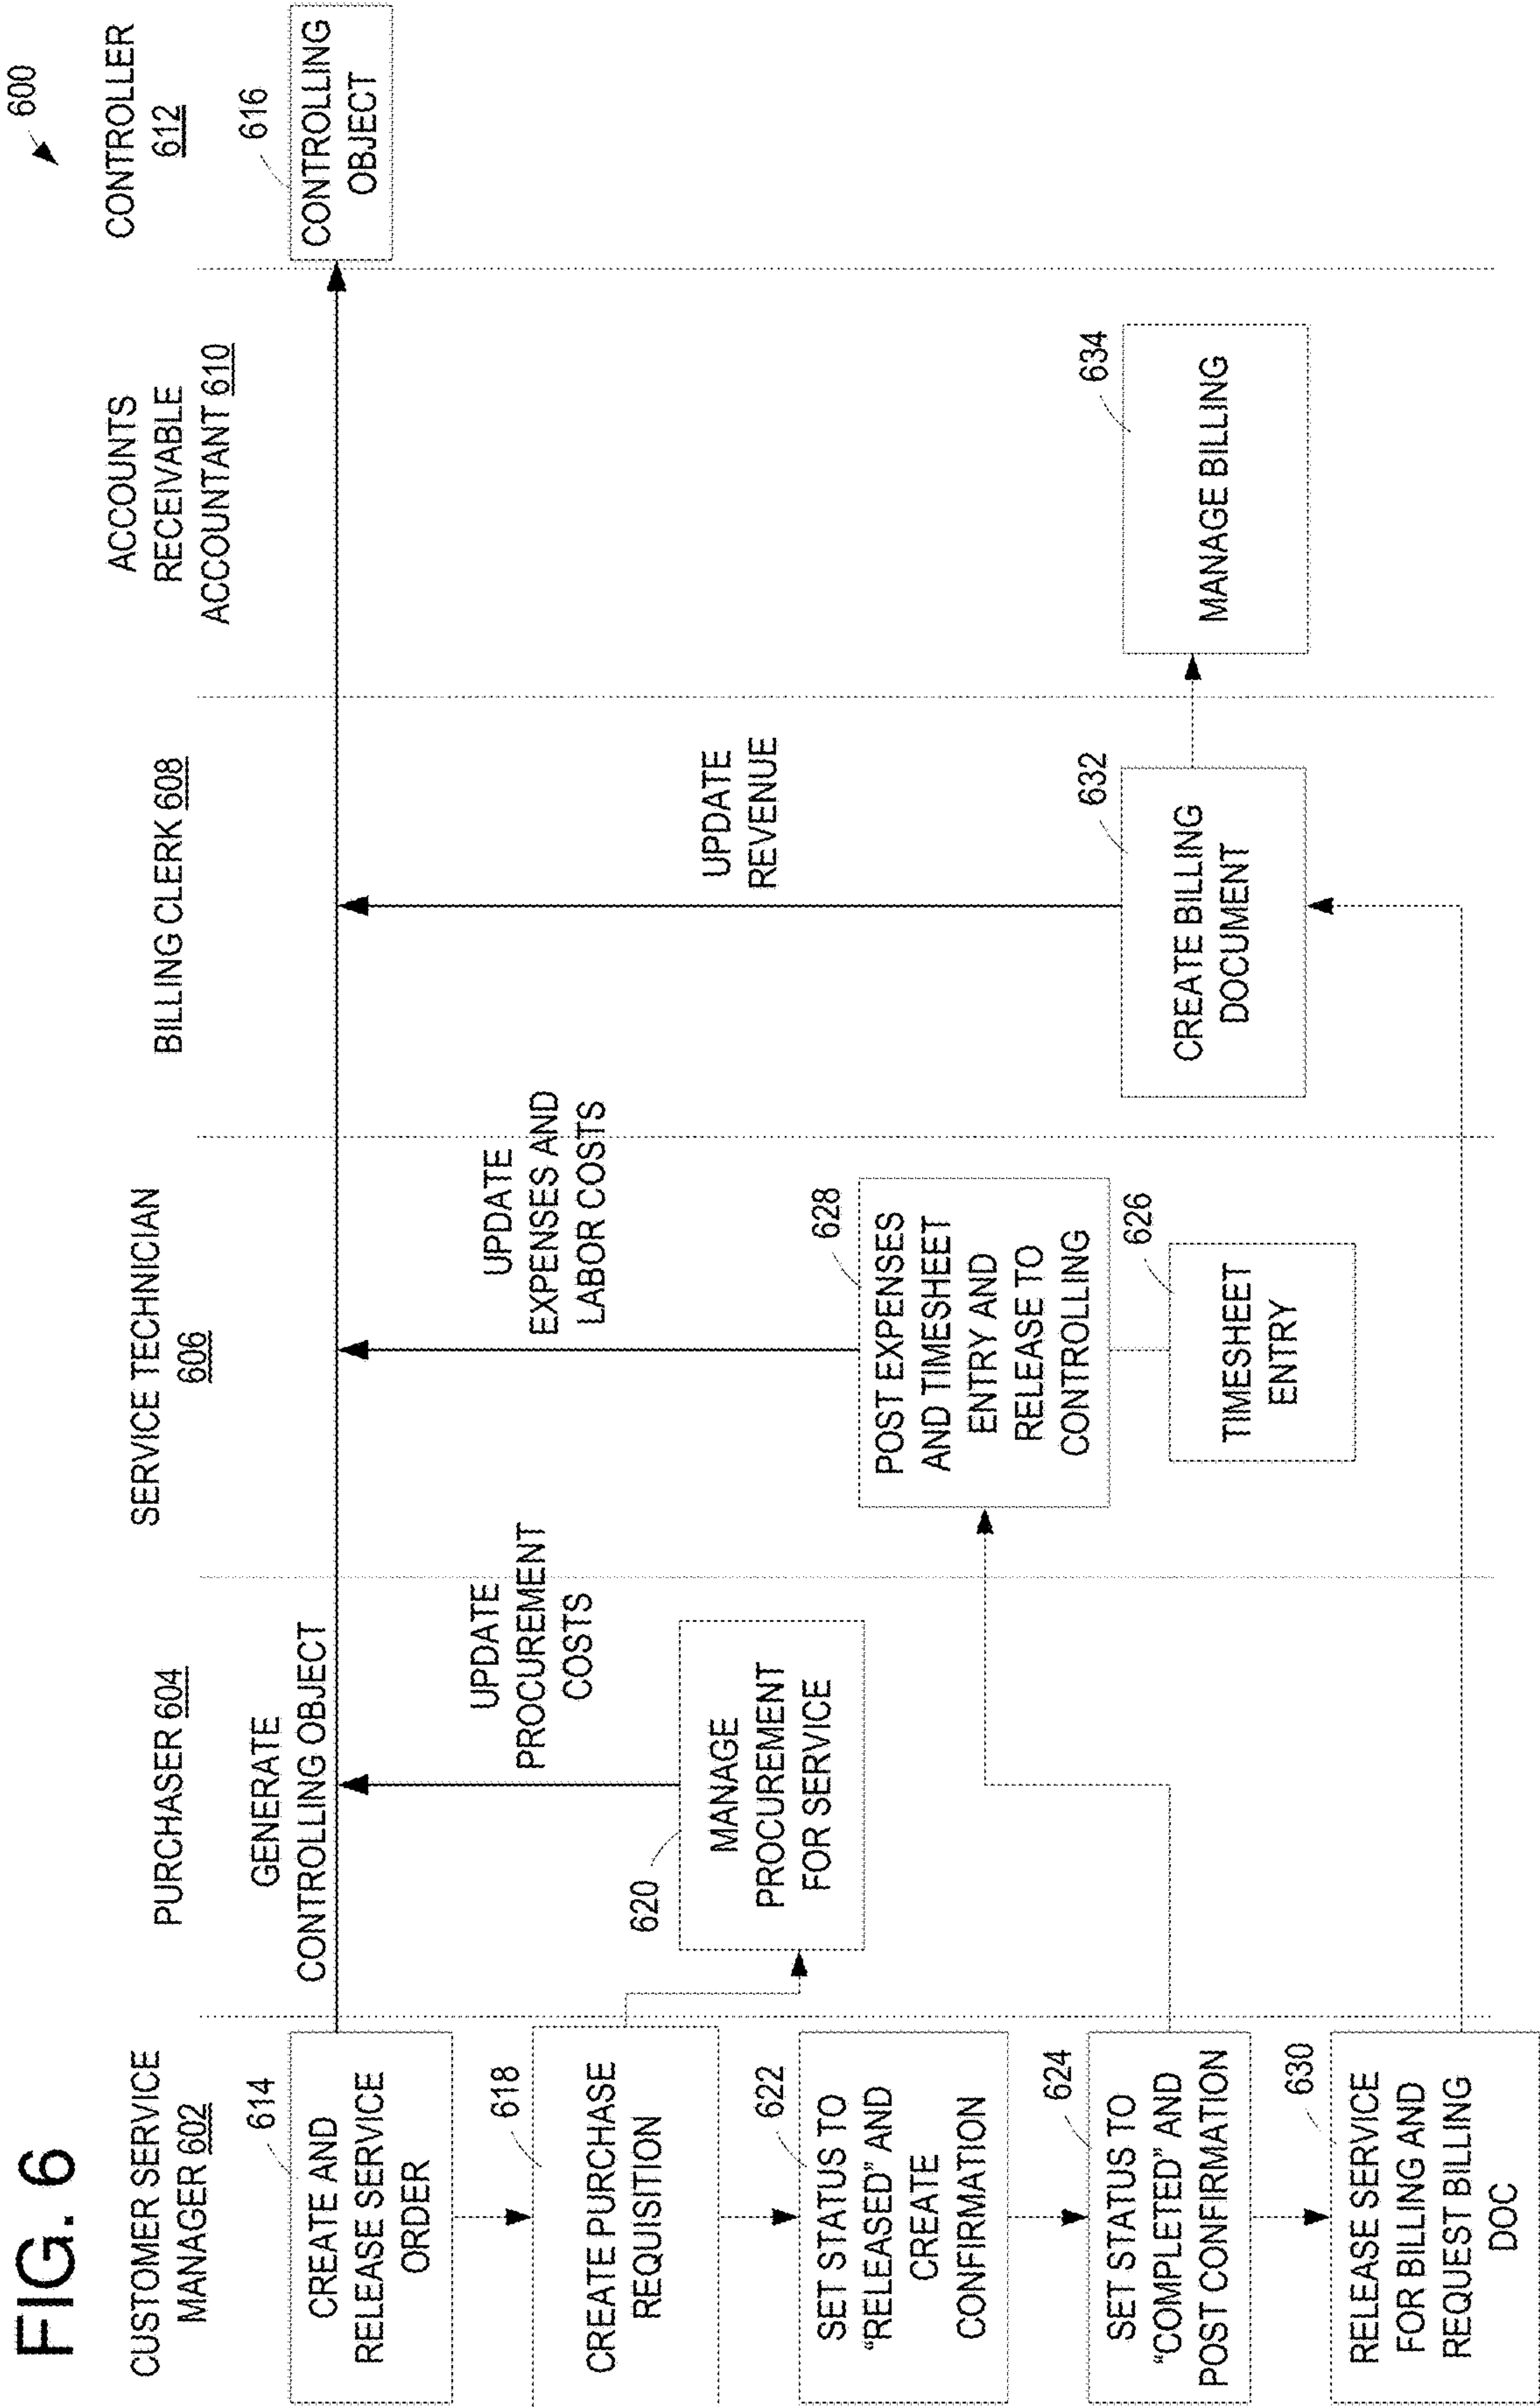 FIG. 6
600
CUSTOMER SERVICE
MANAGER 602
PURCHASER 604
SERVICE TECHNICIAN
606
BILLING CLERK 608
ACCOUNTS
RECEIVABLE
ACCOUNTANT 610
CONTROLLER
612
614
CREATE AND
RELEASE SERVICE
ORDER
GENERATE
CONTROLLING OBJECT
616
CONTROLLING
OBJECT
618
CREATE PURCHASE
REQUISITION
UPDATE
PROCUREMENT
COSTS
620
MANAGE
PROCUREMENT
FOR SERVICE
622
SET STATUS TO
“RELEASED” AND
CREATE
CONFIRMATION
UPDATE
EXPENSES AND
LABOR COSTS
628
POST EXPENSES
AND TIMESHEET
ENTRY AND
RELEASE TO
CONTROLLING
624
SET STATUS TO
“COMPLETED” AND
POST CONFIRMATION
626
TIMESHEET
ENTRY
UPDATE
REVENUE
632
CREATE BILLING
DOCUMENT
634
MANAGE BILLING
630
RELEASE SERVICE
FOR BILLING AND
REQUEST BILLING
DOC